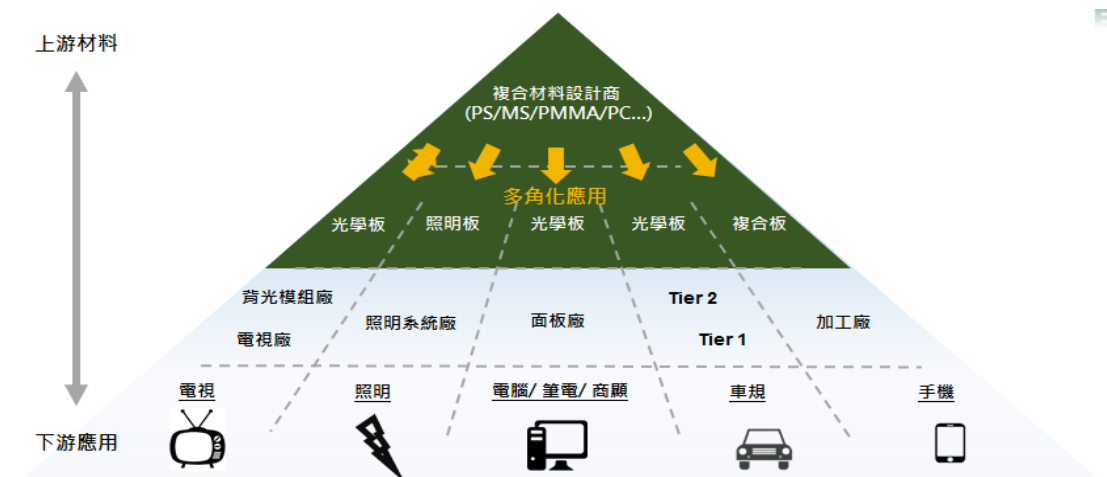 上游材料
複合材料設計商
(PS/MS/PMMA/PC...)
多角化應用
光學板
照明板
光學板
光學板
複合板
背光模組廠
電視廠
照明系統廠
面板廠
Tier 2
Tier 1
加工廠
電視
照明
電腦/ 筆電/ 商顯
車規
手機
下游應用